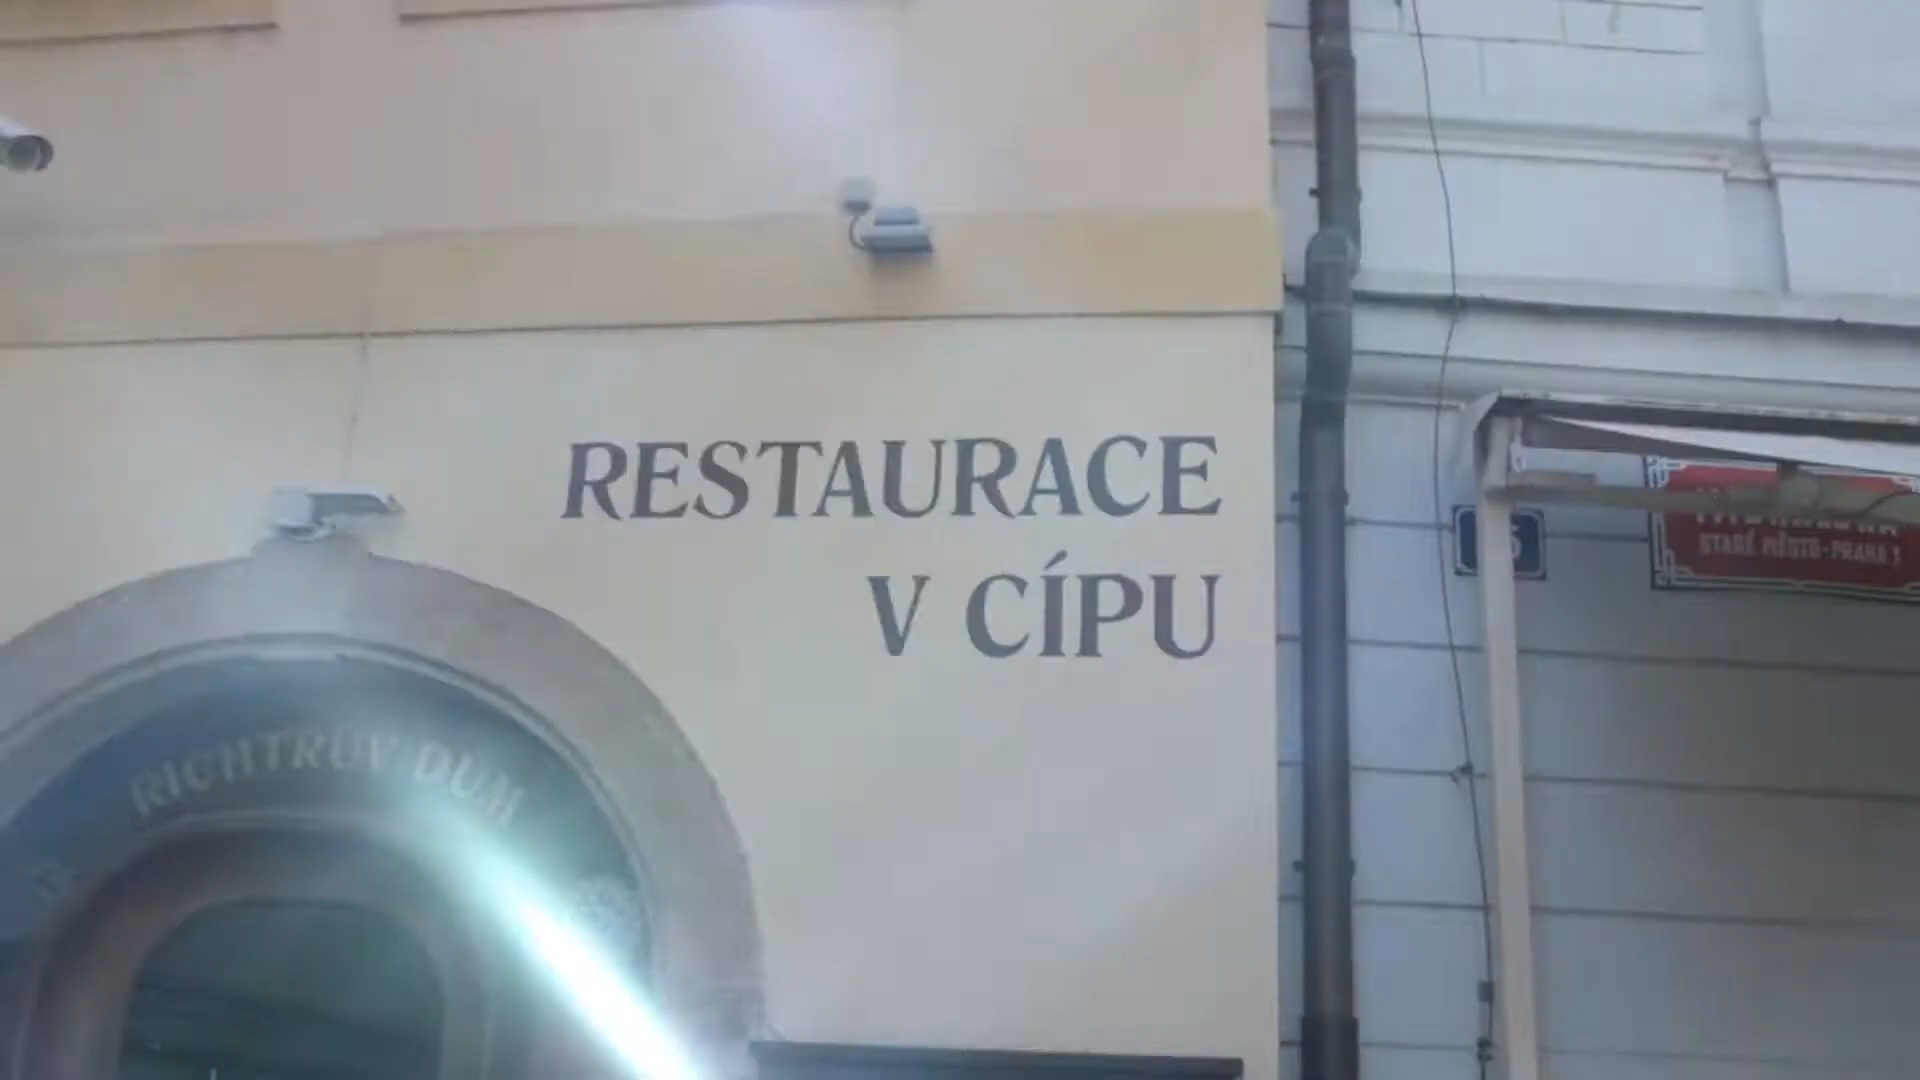 RESTAURACE
V CÍPU
RICHTRŮV DŮM
STARÉ MĚSTO-PRAHA 1